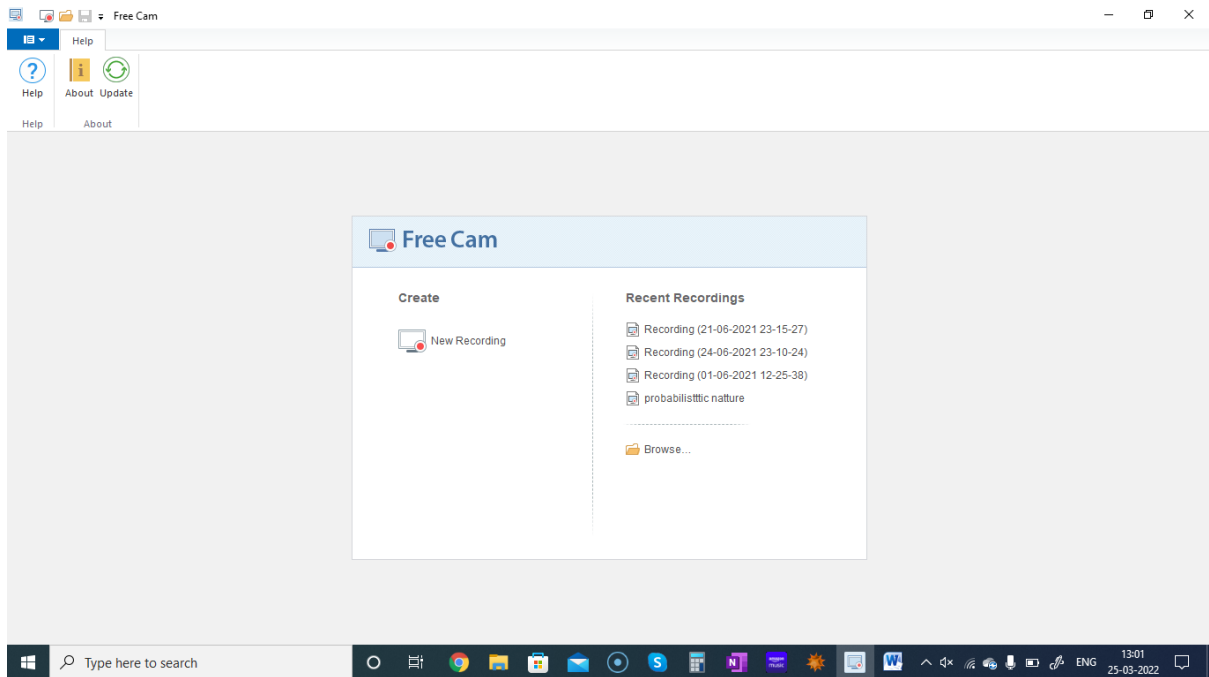 Free Cam
Help
Help
About
Update
Help
About
Free Cam
Create
New Recording
Recent Recordings
Recording (21-06-2021 23-15-27)
Recording (24-06-2021 23-10-24)
Recording (01-06-2021 12-25-38)
probabilistttic natture
Browse...
Type here to search
S
N
music
W
ENG
13:01
25-03-2022